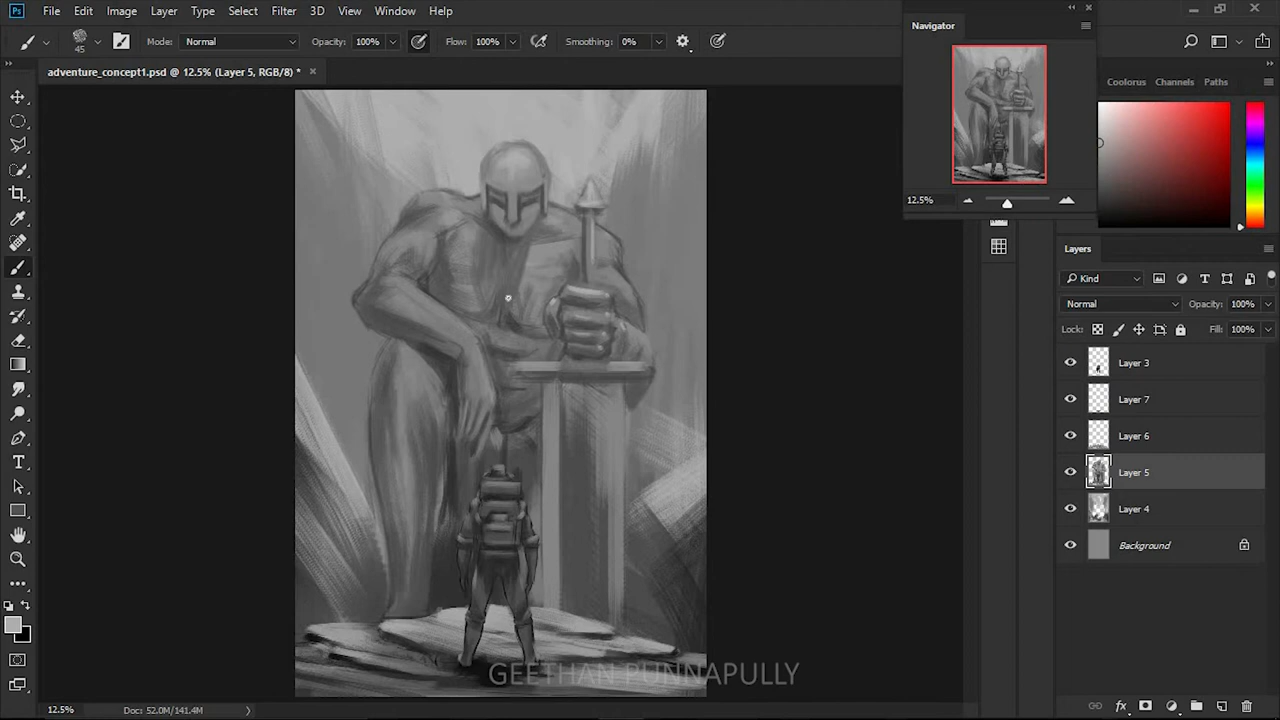 Ps File Edit Image Layer Type Select Filter 3D View Window Help
45 Mode: Normal Opacity: 100% Flow: 100% Smoothing: 0%
adventure_concept1.psd @ 12.5% (Layer 5, RGB/8) *
Navigator
12.5%
Coolorus Channels Paths
Layers
Kind
Normal Opacity: 100%
Lock: Fill: 100%
Layer 3
Layer 7
Layer 6
Layer 5
Layer 4
Background
GEETHAN PUNNAPULLY
12.5% Doc: 52.0M/141.4M